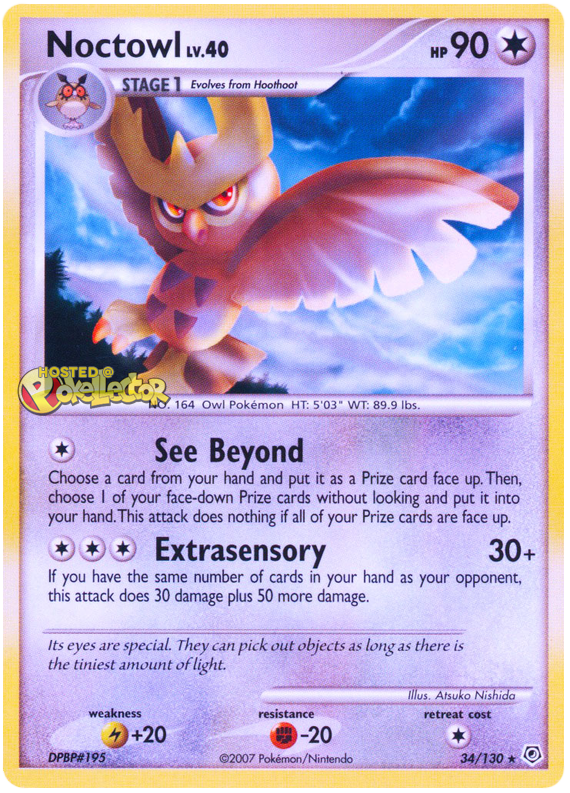 Noctowl LV.40 HP 90
STAGE 1 Evolves from Hoothoot
HOSTED @
Pokellector
NO. 164 Owl Pokémon HT: 5'03" WT: 89.9 lbs.
See Beyond
Choose a card from your hand and put it as a Prize card face up. Then,
choose 1 of your face-down Prize cards without looking and put it into
your hand. This attack does nothing if all of your Prize cards are face up.
Extrasensory 30+
If you have the same number of cards in your hand as your opponent,
this attack does 30 damage plus 50 more damage.
Its eyes are special. They can pick out objects as long as there is
the tiniest amount of light.
Illus. Atsuko Nishida
weakness resistance retreat cost
+20 -20
DPBP#195 ©2007 Pokémon/Nintendo 34/130 ★